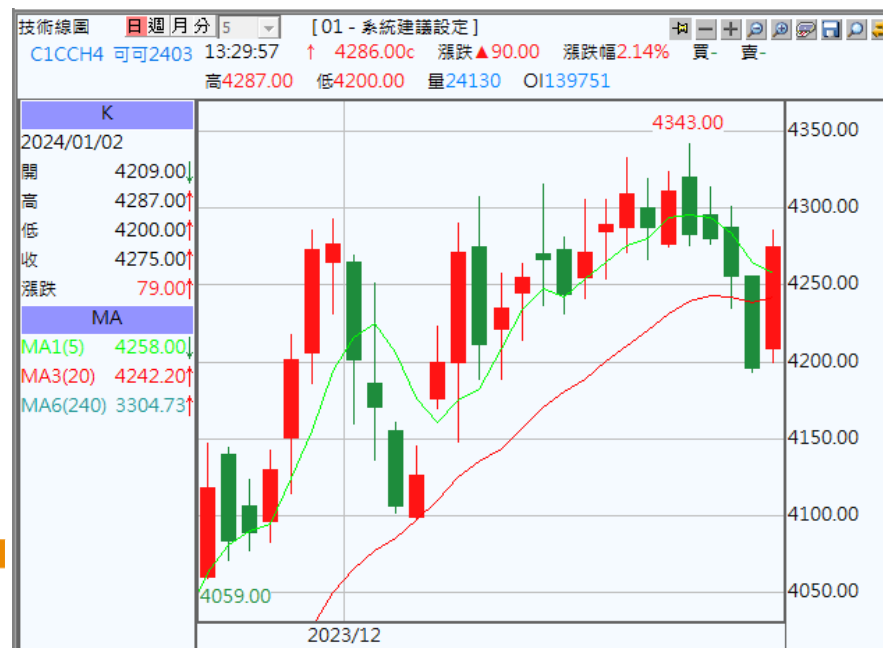 技術線圖 日 週 月 分 5 [01 - 系統建議設定]
C1CCH4 可可2403 13:29:57 ↑ 4286.00c 漲跌▲90.00 漲跌幅2.14% 買- 賣-
高4287.00 低4200.00 量24130 OI139751
K
2024/01/02
開 4209.00↓
高 4287.00↑
低 4200.00↑
收 4275.00↑
漲跌 79.00↑
MA
MA1(5) 4258.00↓
MA3(20) 4242.20↑
MA6(240) 3304.73↑
4343.00
4059.00
4350.00
4300.00
4250.00
4200.00
4150.00
4100.00
4050.00
2023/12